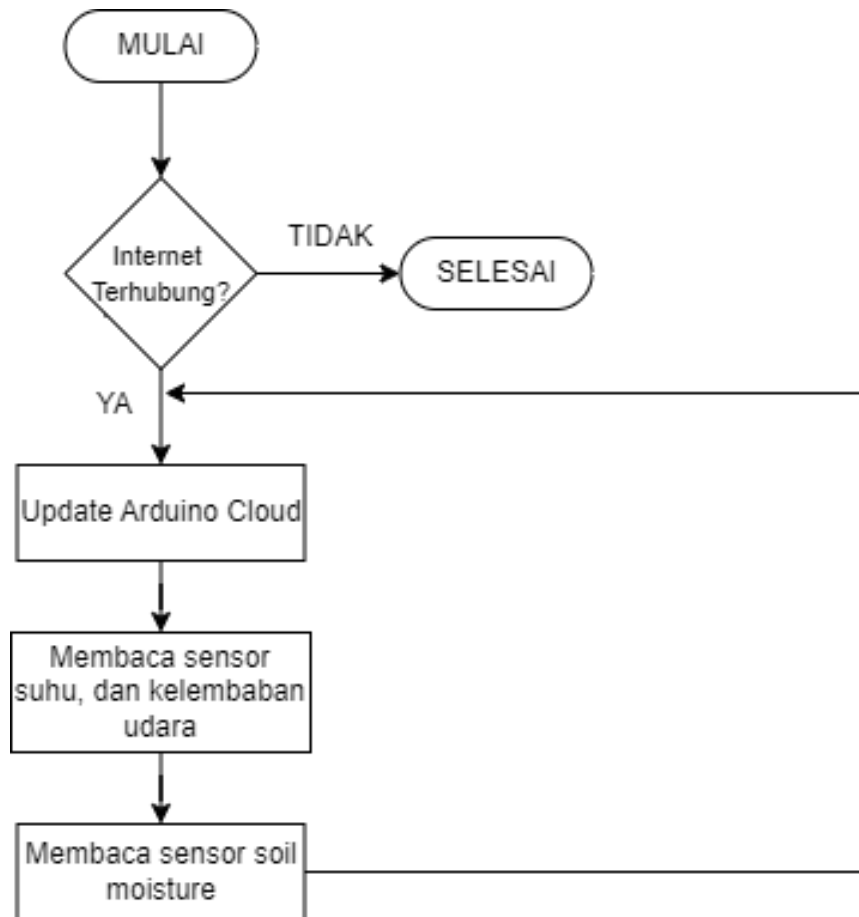 MULAI
Internet
Terhubung?
TIDAK
SELESAI
YA
Update Arduino Cloud
Membaca sensor
suhu, dan kelembaban
udara
Membaca sensor soil
moisture